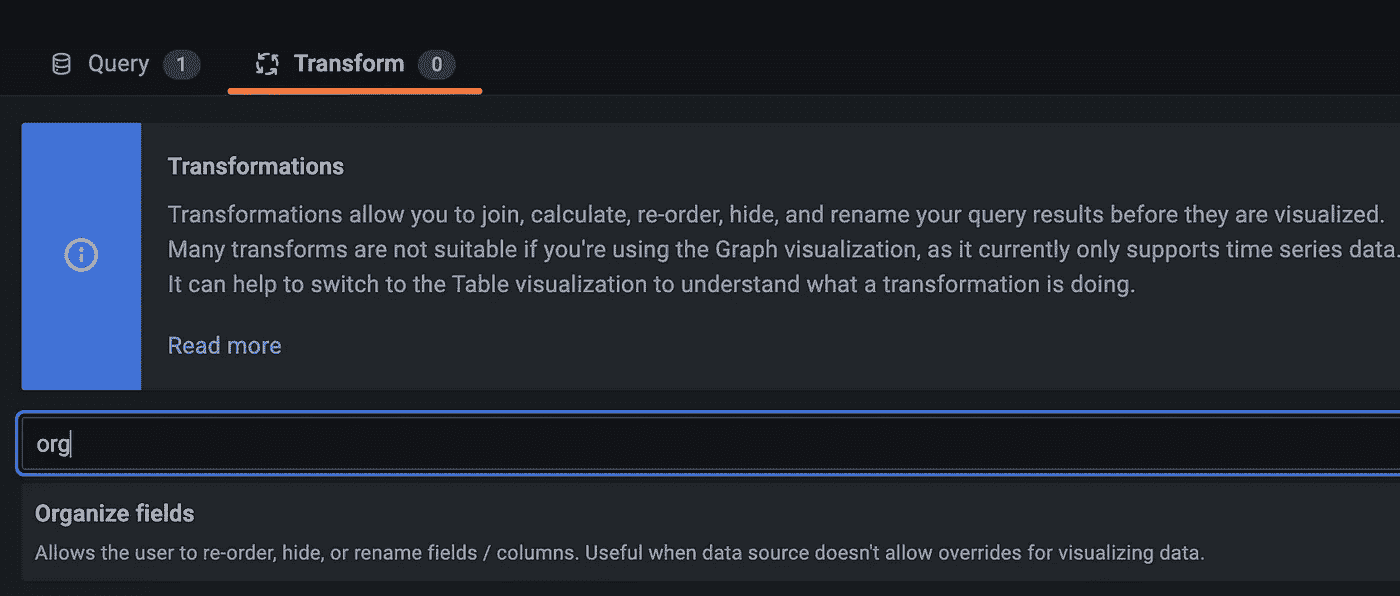 Query 1 Transform 0
Transformations
Transformations allow you to join, calculate, re-order, hide, and rename your query results before they are visualized.
Many transforms are not suitable if you're using the Graph visualization, as it currently only supports time series data.
It can help to switch to the Table visualization to understand what a transformation is doing.
Read more
org
Organize fields
Allows the user to re-order, hide, or rename fields / columns. Useful when data source doesn't allow overrides for visualizing data.